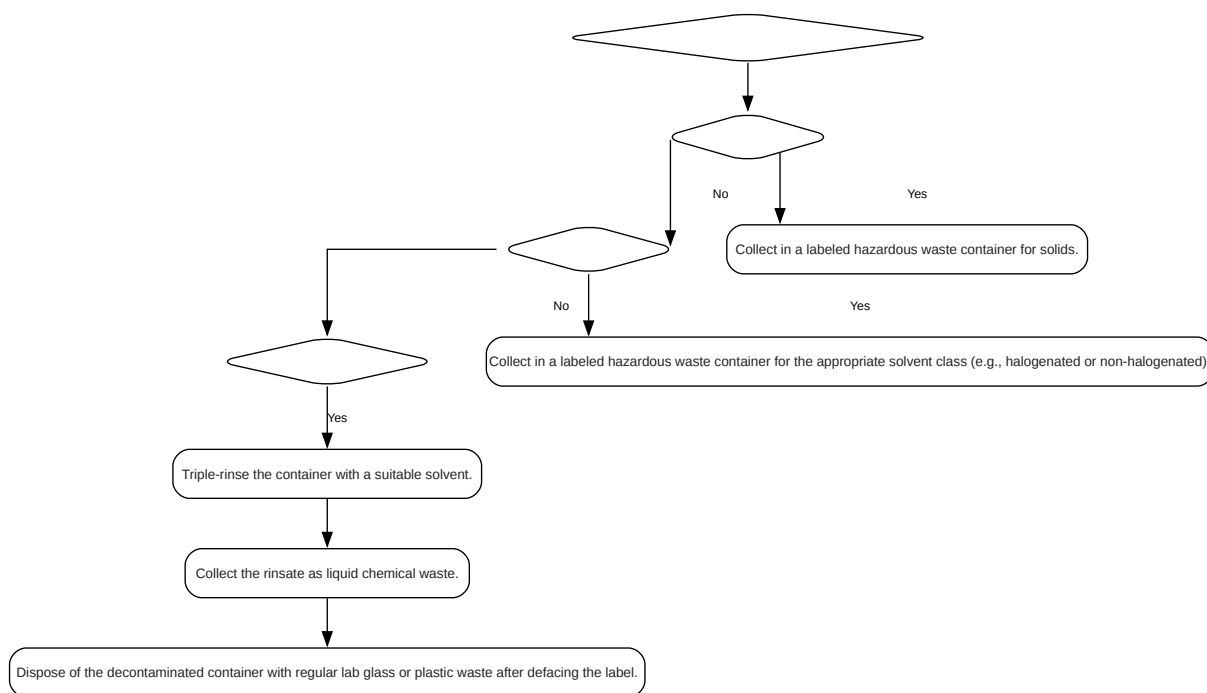 No
Yes
Collect in a labeled hazardous waste container for solids.
No
Yes
Collect in a labeled hazardous waste container for the appropriate solvent class (e.g., halogenated or non-halogenated)
Yes
Triple-rinse the container with a suitable solvent.
Collect the rinsate as liquid chemical waste.
Dispose of the decontaminated container with regular lab glass or plastic waste after defacing the label.